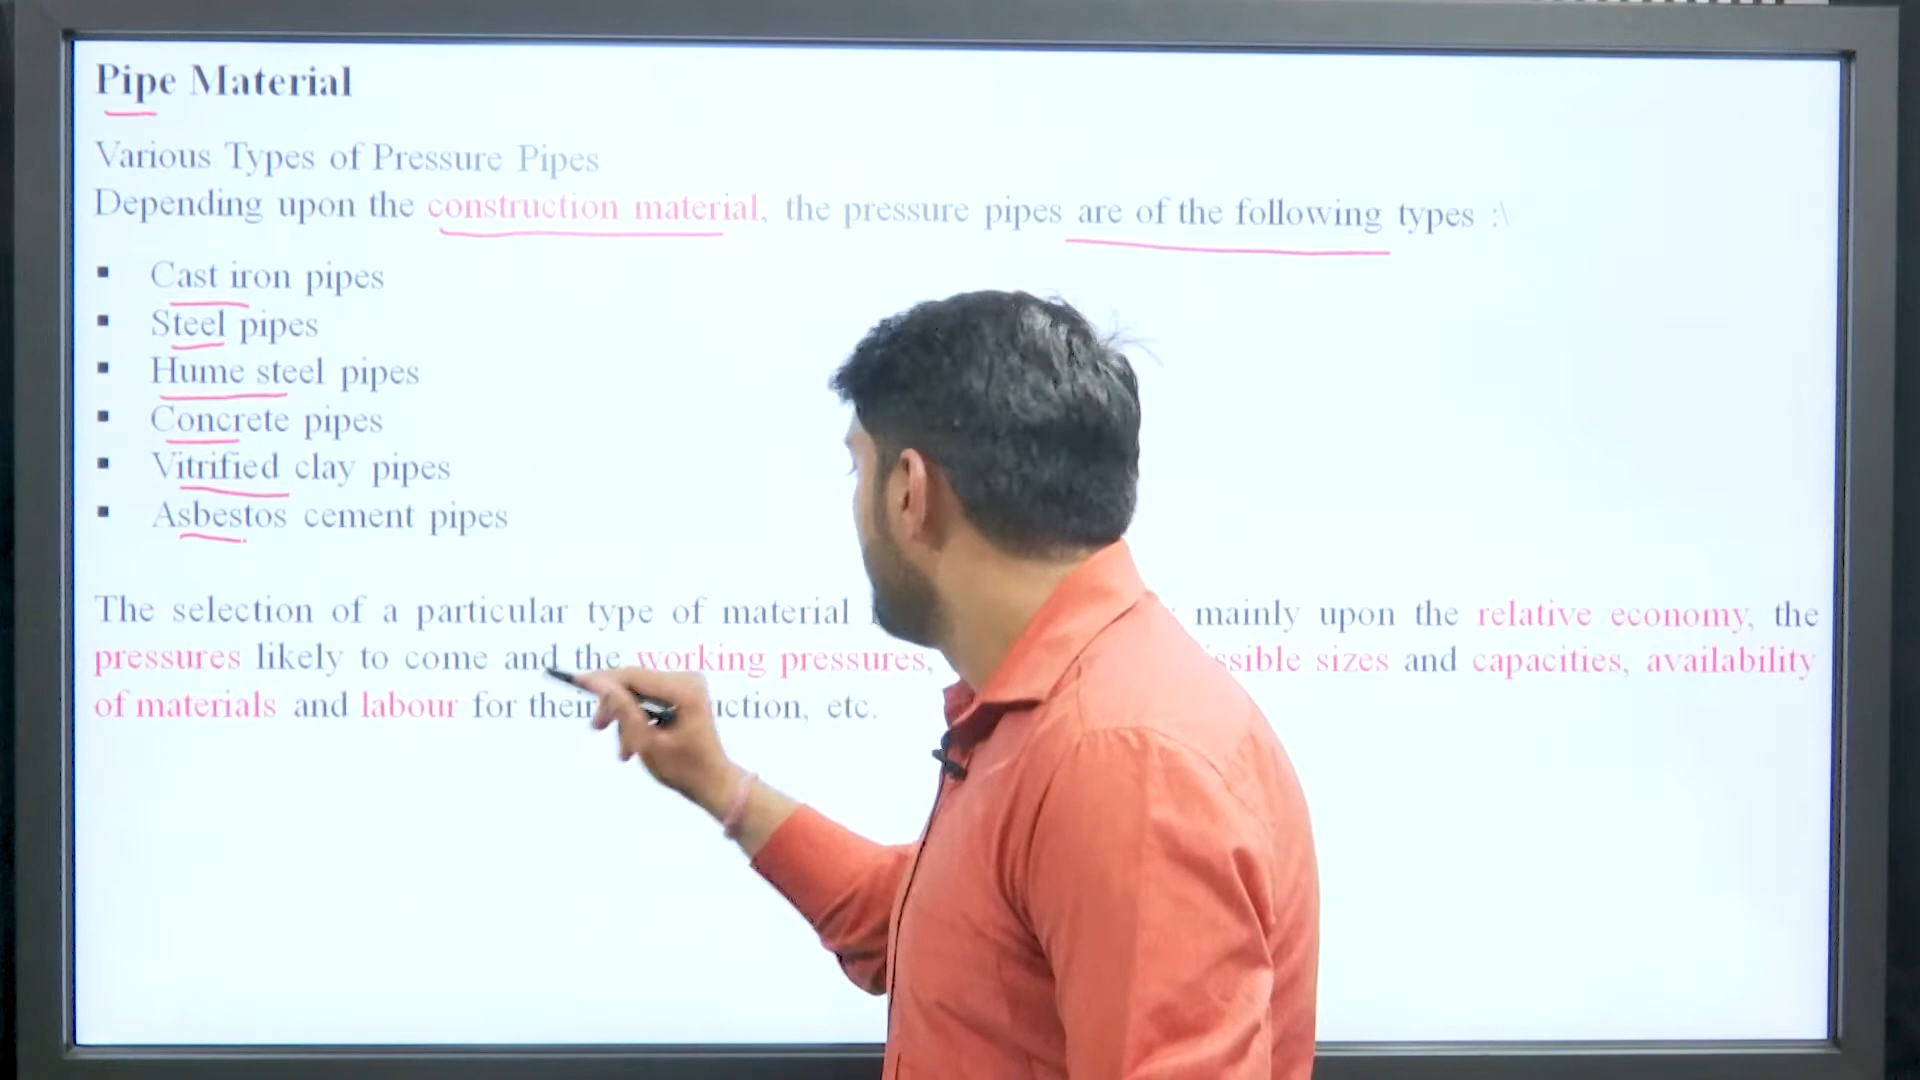 Pipe Material
Various Types of Pressure Pipes
Depending upon the construction material, the pressure pipes are of the following types :\
▪ Cast iron pipes
▪ Steel pipes
▪ Hume steel pipes
▪ Concrete pipes
▪ Vitrified clay pipes
▪ Asbestos cement pipes
The selection of a particular type of material mainly upon the relative economy, the
pressures likely to come and the working pressures, sizes and capacities, availability
of materials and labour for their etc.